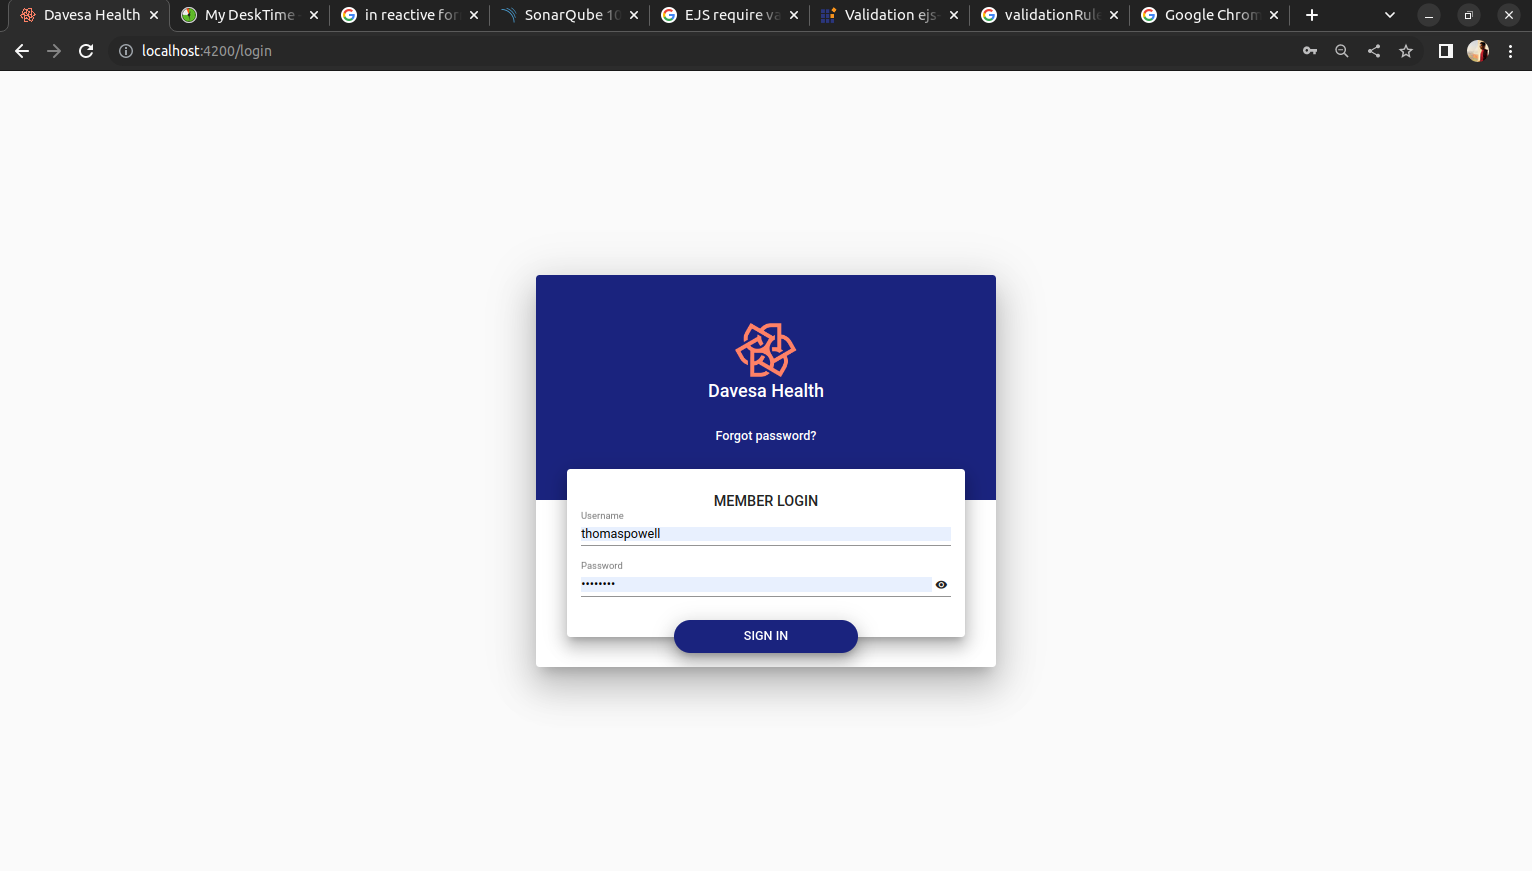 Davesa Health
My DeskTime
in reactive for
SonarQube 10
EJS require va
Validation ejs-
validationRule
Google Chrom
localhost:4200/login
Davesa Health
Forgot password?
MEMBER LOGIN
Username
thomaspowell
Password
••••••••
SIGN IN